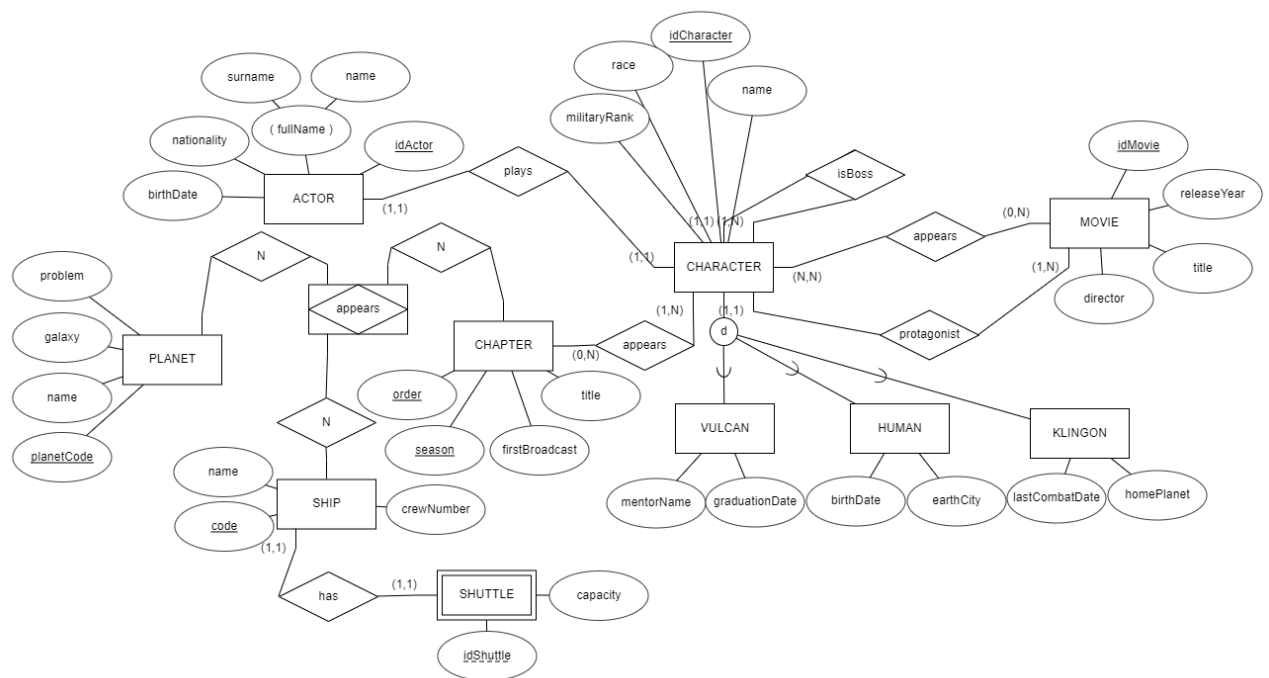 idCharacter
race
name
militaryRank
surname
name
( fullName )
nationality
idActor
birthDate
ACTOR
(1,1)
plays
isBoss
(1,1)
(1,N)
idMovie
releaseYear
MOVIE
title
director
(0,N)
(1,N)
appears
(N,N)
CHARACTER
(1,1)
N
N
appears
problem
galaxy
PLANET
name
planetCode
CHAPTER
(0,N)
appears
(1,N)
(1,1)
d
protagonist
order
title
season
firstBroadcast
N
VULCAN
HUMAN
KLINGON
mentorName
graduationDate
birthDate
earthCity
lastCombatDate
homePlanet
name
SHIP
crewNumber
code
(1,1)
has
(1,1)
SHUTTLE
capacity
idShuttle